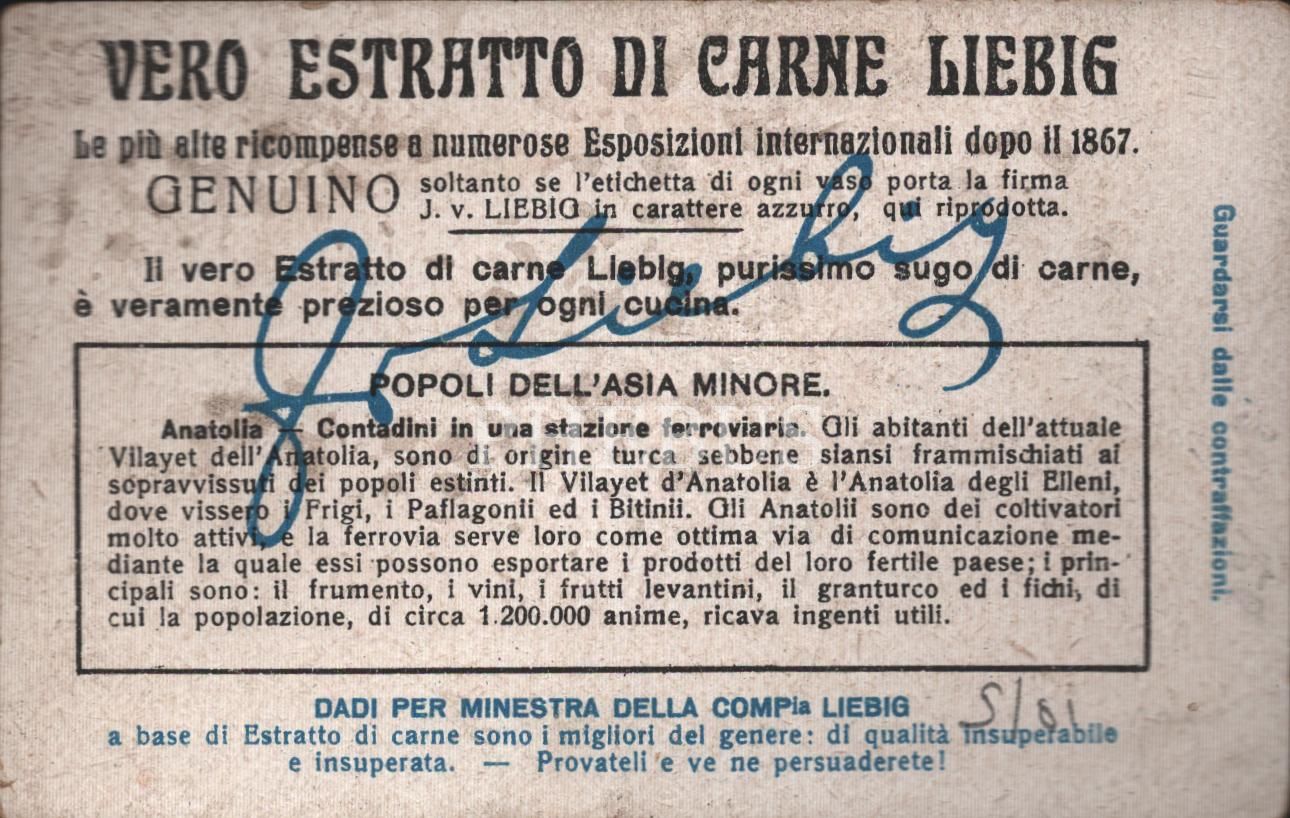 VERO ESTRATTO DI CARNE LIEBIG
Le più alte ricompense a numerose Esposizioni internazionali dopo il 1867.
GENUINO soltanto se l'etichetta di ogni vaso porta la firma
J. v. LIEBIG in carattere azzurro, qui riprodotta.
Il vero Estratto di carne Liebig, purissimo sugo di carne,
è veramente prezioso per ogni cucina.
Jv Liebig
POPOLI DELL'ASIA MINORE.
Anatolia — Contadini in una stazione ferroviaria. Gli abitanti dell'attuale
Vilayet dell'Anatolia, sono di origine turca sebbene siansi frammischiati ai
sopravvissuti dei popoli estinti. Il Vilayet d'Anatolia è l'Anatolia degli Elleni,
dove vissero i Frigi, i Paflagonii ed i Bitinii. Gli Anatolii sono dei coltivatori
molto attivi, e la ferrovia serve loro come ottima via di comunicazione me-
diante la quale essi possono esportare i prodotti del loro fertile paese; i prin-
cipali sono: il frumento, i vini, i frutti levantini, il granturco ed i fichi, di
cui la popolazione, di circa 1.200.000 anime, ricava ingenti utili.
DADI PER MINESTRA DELLA COMPia LIEBIG
a base di Estratto di carne sono i migliori del genere: di qualità insuperabile
e insuperata. — Provateli e ve ne persuaderete!
Guardarsi dalle contraffazioni.